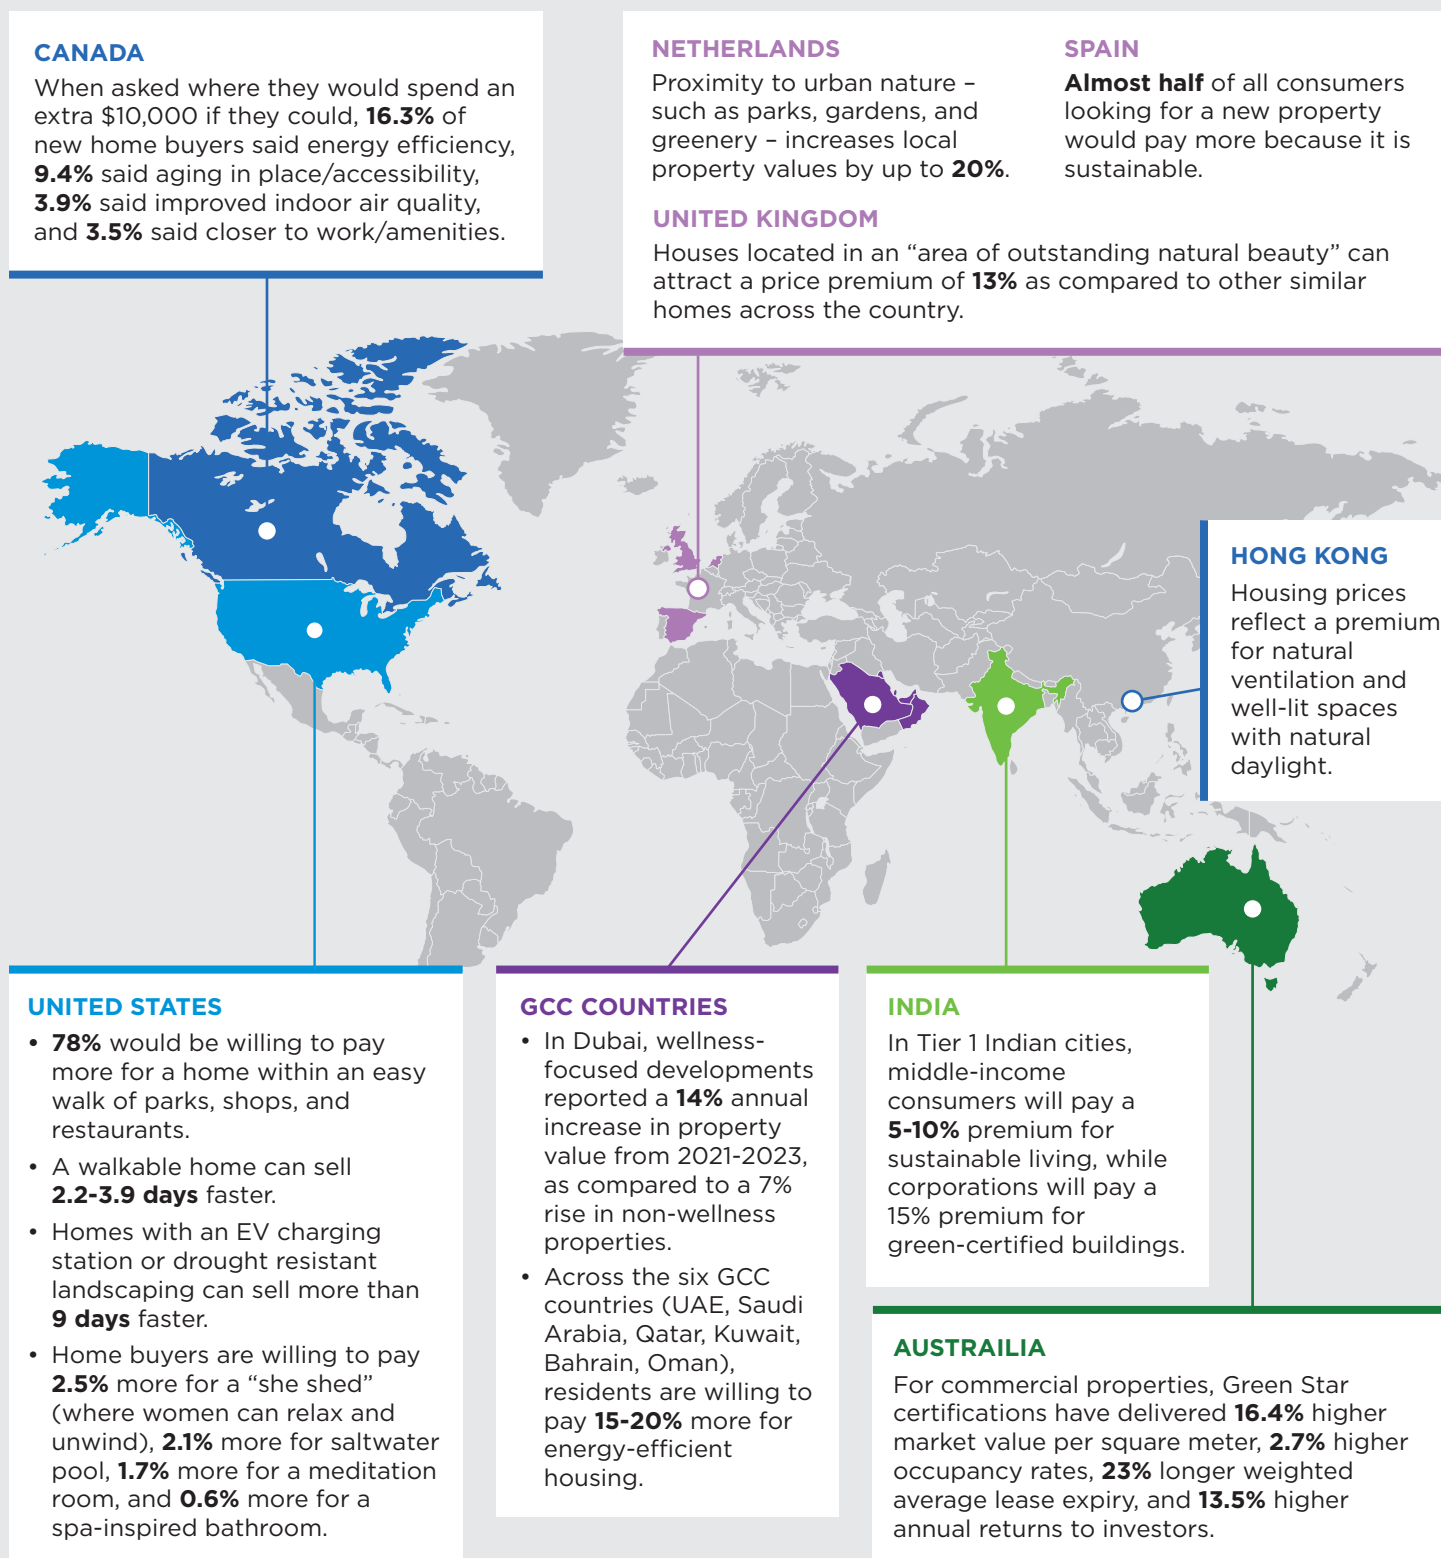 CANADA
When asked where they would spend an
extra $10,000 if they could, 16.3% of
new home buyers said energy efficiency,
9.4% said aging in place/accessibility,
3.9% said improved indoor air quality,
and 3.5% said closer to work/amenities.
NETHERLANDS
Proximity to urban nature –
such as parks, gardens, and
greenery – increases local
property values by up to 20%.
SPAIN
Almost half of all consumers
looking for a new property
would pay more because it is
sustainable.
UNITED KINGDOM
Houses located in an “area of outstanding natural beauty” can
attract a price premium of 13% as compared to other similar
homes across the country.
HONG KONG
Housing prices
reflect a premium
for natural
ventilation and
well-lit spaces
with natural
daylight.
UNITED STATES
• 78% would be willing to pay
more for a home within an easy
walk of parks, shops, and
restaurants.
• A walkable home can sell
2.2-3.9 days faster.
• Homes with an EV charging
station or drought resistant
landscaping can sell more than
9 days faster.
• Home buyers are willing to pay
2.5% more for a “she shed”
(where women can relax and
unwind), 2.1% more for saltwater
pool, 1.7% more for a meditation
room, and 0.6% more for a
spa-inspired bathroom.
GCC COUNTRIES
• In Dubai, wellness-
focused developments
reported a 14% annual
increase in property
value from 2021-2023,
as compared to a 7%
rise in non-wellness
properties.
• Across the six GCC
countries (UAE, Saudi
Arabia, Qatar, Kuwait,
Bahrain, Oman),
residents are willing to
pay 15-20% more for
energy-efficient
housing.
INDIA
In Tier 1 Indian cities,
middle-income
consumers will pay a
5-10% premium for
sustainable living, while
corporations will pay a
15% premium for
green-certified buildings.
AUSTRAILIA
For commercial properties, Green Star
certifications have delivered 16.4% higher
market value per square meter, 2.7% higher
occupancy rates, 23% longer weighted
average lease expiry, and 13.5% higher
annual returns to investors.